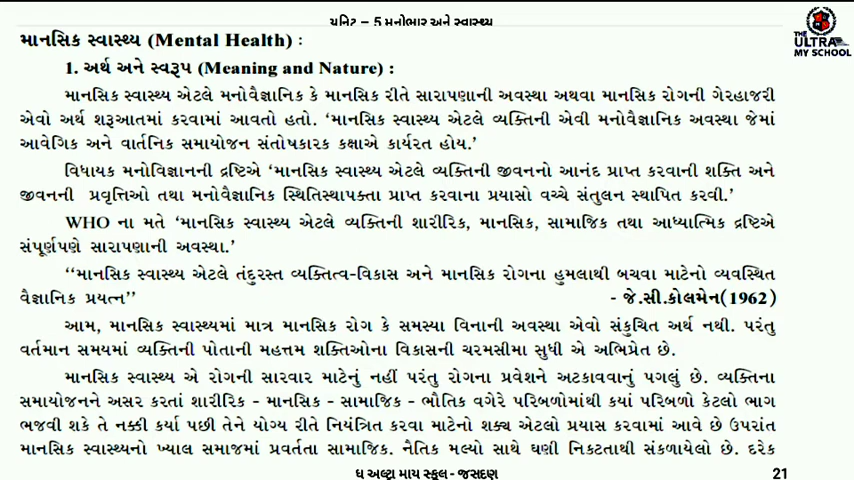 યુનિટ – 5 મનોભાર અને સ્વાસ્થ્ય
THE
ULTRA
MY SCHOOL
માનસિક સ્વાસ્થ્ય (Mental Health) :
1. અર્થ અને સ્વરૂપ (Meaning and Nature) :
માનસિક સ્વાસ્થ્ય એટલે મનોવૈજ્ઞાનિક કે માનસિક રીતે સારાપણાની અવસ્થા અથવા માનસિક રોગની ગેરહાજરી
એવો અર્થ શરૂઆતમાં કરવામાં આવતો હતો. ‘માનસિક સ્વાસ્થ્ય એટલે વ્યક્તિની એવી મનોવૈજ્ઞાનિક અવસ્થા જેમાં
આવેગિક અને વાર્તનિક સમાયોજન સંતોષકારક કક્ષાએ કાર્યરત હોય.’
વિધાયક મનોવિજ્ઞાનની દ્રષ્ટિએ ‘માનસિક સ્વાસ્થ્ય એટલે વ્યક્તિની જીવનનો આનંદ પ્રાપ્ત કરવાની શક્તિ અને
જીવનની પ્રવૃત્તિઓ તથા મનોવૈજ્ઞાનિક સ્થિતિસ્થાપક્તા પ્રાપ્ત કરવાના પ્રયાસો વચ્ચે સંતુલન સ્થાપિત કરવી.’
WHO ના મતે ‘માનસિક સ્વાસ્થ્ય એટલે વ્યક્તિની શારીરિક, માનસિક, સામાજિક તથા આધ્યાત્મિક દ્રષ્ટિએ
સંપૂર્ણપણે સારાપણાની અવસ્થા.’
‘‘માનસિક સ્વાસ્થ્ય એટલે તંદુરસ્ત વ્યક્તિત્વ-વિકાસ અને માનસિક રોગના હુમલાથી બચવા માટેનો વ્યવસ્થિત
વૈજ્ઞાનિક પ્રયત્ન’’ - જે.સી.કોલમેન(1962)
આમ, માનસિક સ્વાસ્થ્યમાં માત્ર માનસિક રોગ કે સમસ્યા વિનાની અવસ્થા એવો સંકુચિત અર્થ નથી. પરંતુ
વર્તમાન સમયમાં વ્યક્તિની પોતાની મહત્તમ શક્તિઓના વિકાસની ચરમસીમા સુધી એ અભિપ્રેત છે.
માનસિક સ્વાસ્થ્ય એ રોગની સારવાર માટેનું નહીં પરંતુ રોગના પ્રવેશને અટકાવવાનું પગલું છે. વ્યક્તિના
સમાયોજનને અસર કરતાં શારીરિક - માનસિક - સામાજિક - ભૌતિક વગેરે પરિબળોમાંથી કયાં પરિબળો કેટલો ભાગ
ભજવી શકે તે નક્કી કર્યા પછી તેને યોગ્ય રીતે નિયંત્રિત કરવા માટેનો શક્ય એટલો પ્રયાસ કરવામાં આવે છે ઉપરાંત
માનસિક સ્વાસ્થ્યનો ખ્યાલ સમાજમાં પ્રવર્તતા સામાજિક. નૈતિક મલ્યો સાથે ઘણી નિકટતાથી સંકળાયેલો છે. દરેક
ધ અલ્ટ્રા માય સ્કૂલ - જસદણ 21